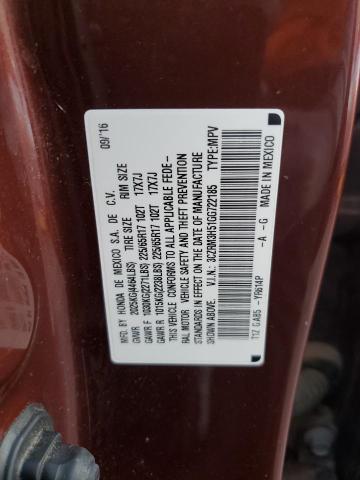 09/'16
MFD. BY HONDA DE MEXICO S.A. DE C.V.
TIRE SIZE RIM SIZE
GVWR 2025KG(4464LBS)
GAWR F 1030KG(2271LBS) 225/65R17 102T 17X7J
GAWR R 1015KG(2238LBS) 225/65R17 102T 17X7J
THIS VEHICLE CONFORMS TO ALL APPLICABLE FEDE-
RAL MOTOR VEHICLE SAFETY AND THEFT PREVENTION
STANDARDS IN EFFECT ON THE DATE OF MANUFACTURE
SHOWN ABOVE. V.I.N.: 3CZRM3H51GG722185 TYPE:MPV
T1Z GA85 -YR614P -A -G MADE IN MEXICO